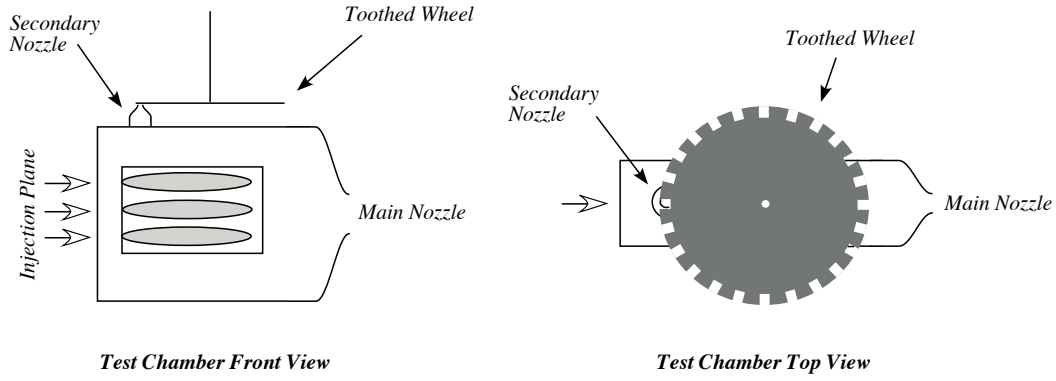 Secondary
Nozzle
Toothed Wheel
Injection Plane
Main Nozzle
Test Chamber Front View
Toothed Wheel
Secondary
Nozzle
Main Nozzle
Test Chamber Top View